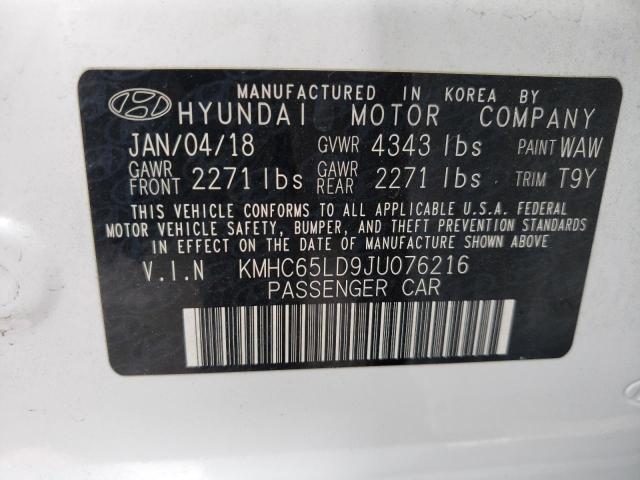 MANUFACTURED IN KOREA BY
HYUNDAI MOTOR COMPANY
JAN/04/18 GVWR 4343 lbs PAINT WAW
GAWR FRONT 2271 lbs GAWR REAR 2271 lbs TRIM T9Y
THIS VEHICLE CONFORMS TO ALL APPLICABLE U.S.A. FEDERAL
MOTOR VEHICLE SAFETY, BUMPER, AND THEFT PREVENTION STANDARDS
IN EFFECT ON THE DATE OF MANUFACTURE SHOWN ABOVE.
V.I.N KMHC65LD9JU076216
PASSENGER CAR